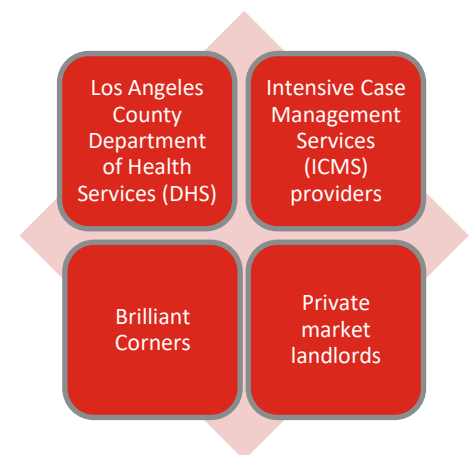 Los Angeles
County
Department
of Health
Services (DHS)
Intensive Case
Management
Services
(ICMS)
providers
Brilliant
Corners
Private
market
landlords